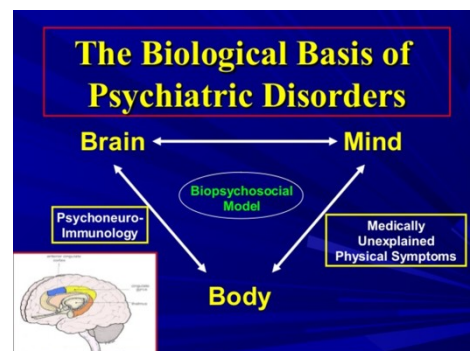 The Biological Basis of
Psychiatric Disorders
Brain
Mind
Biopsychosocial
Model
Psychoneuro-
Immunology
Medically
Unexplained
Physical Symptoms
Body